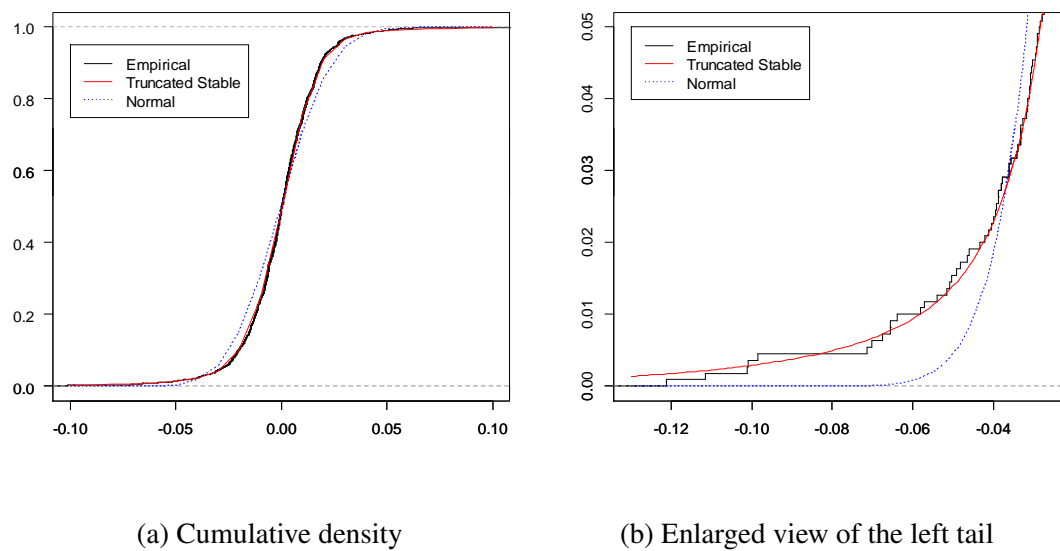 1.0
0.8
0.6
0.4
0.2
0.0
Empirical
Truncated Stable
Normal
-0.10 -0.05 0.00 0.05 0.10
(a) Cumulative density
0.05
0.04
0.03
0.02
0.01
0.00
Empirical
Truncated Stable
Normal
-0.12 -0.10 -0.08 -0.06 -0.04
(b) Enlarged view of the left tail